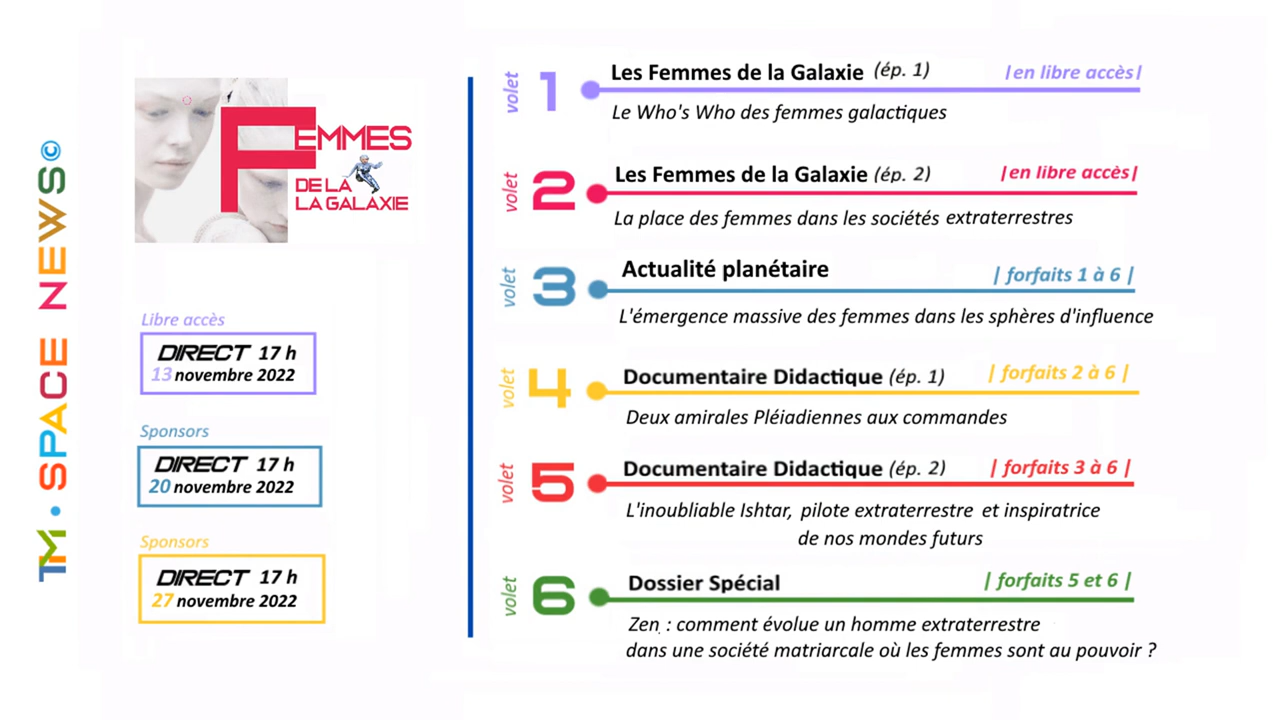 TM • SPACE NEWS©
FEMMES
DE LA
LA GALAXIE
Libre accès
DIRECT 17 h
13 novembre 2022
Sponsors
DIRECT 17 h
20 novembre 2022
Sponsors
DIRECT 17 h
27 novembre 2022
volet 1 Les Femmes de la Galaxie (ép. 1) |en libre accès|
Le Who's Who des femmes galactiques
volet 2 Les Femmes de la Galaxie (ép. 2) |en libre accès|
La place des femmes dans les sociétés extraterrestres
volet 3 Actualité planétaire | forfaits 1 à 6 |
L'émergence massive des femmes dans les sphères d'influence
volet 4 Documentaire Didactique (ép. 1) | forfaits 2 à 6 |
Deux amirales Pléiadiennes aux commandes
volet 5 Documentaire Didactique (ép. 2) | forfaits 3 à 6 |
L'inoubliable Ishtar, pilote extraterrestre et inspiratrice
de nos mondes futurs
volet 6 Dossier Spécial | forfaits 5 et 6 |
Zen : comment évolue un homme extraterrestre
dans une société matriarcale où les femmes sont au pouvoir ?